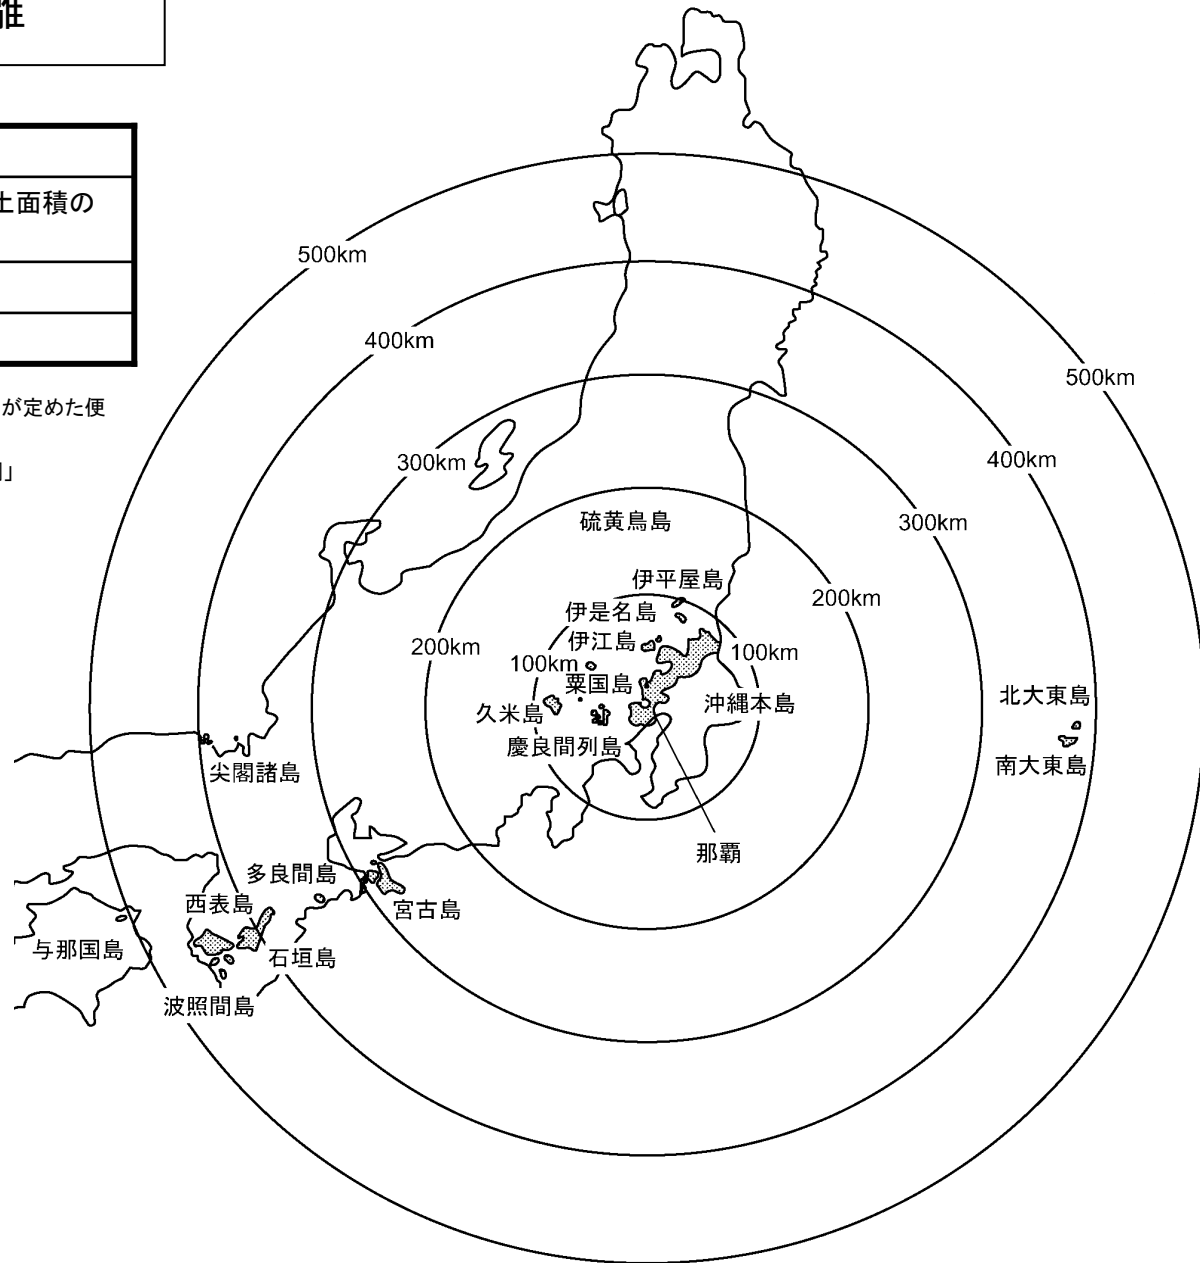 離
土面積の
が定めた便
」
500km
400km
500km
300km
400km
300km
硫黄鳥島
伊平屋島
200km
伊是名島
伊江島
200km
100km
100km
粟国島
北大東島
久米島
沖縄本島
慶良間列島
南大東島
尖閣諸島
那覇
多良間島
西表島
宮古島
与那国島
石垣島
波照間島